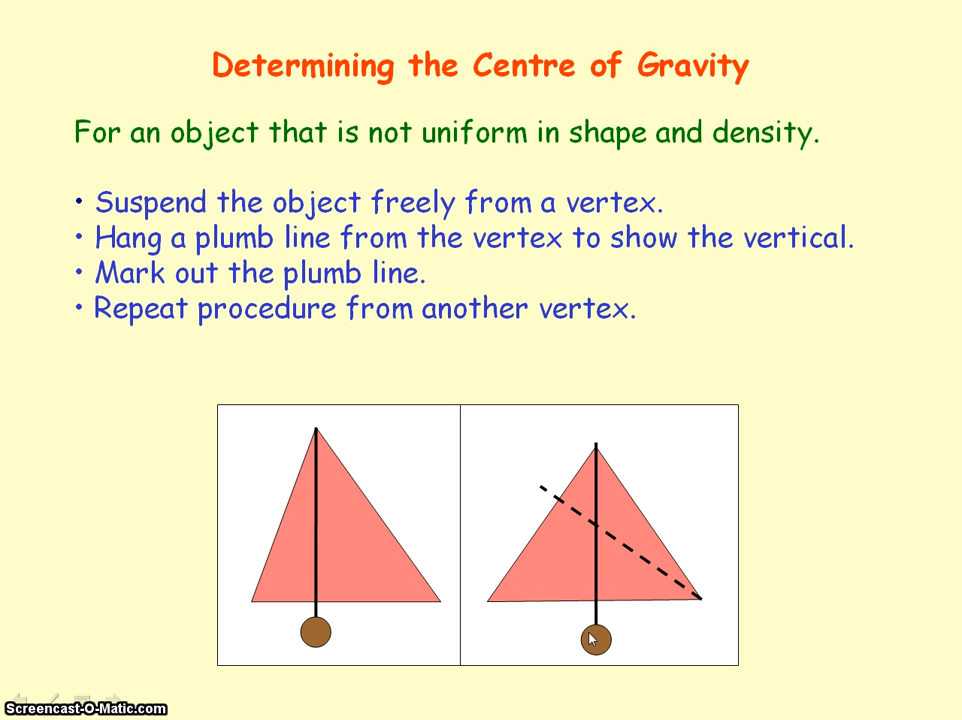 Determining the Centre of Gravity
For an object that is not uniform in shape and density.
• Suspend the object freely from a vertex.
• Hang a plumb line from the vertex to show the vertical.
• Mark out the plumb line.
• Repeat procedure from another vertex.
Screencast-O-Matic.com